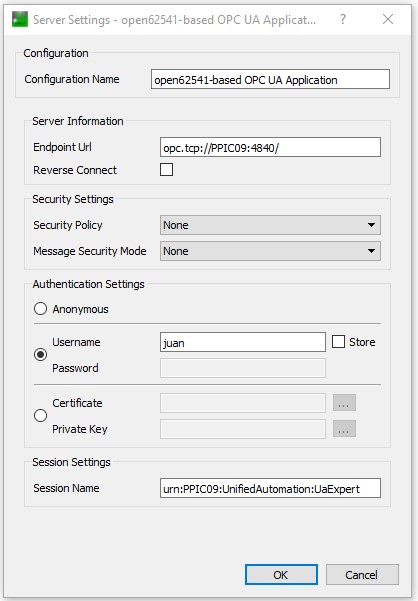 Server Settings - open62541-based OPC UA Applicat... ? ×
Configuration
Configuration Name open62541-based OPC UA Application
Server Information
Endpoint Url opc.tcp://PPIC09:4840/
Reverse Connect
Security Settings
Security Policy None
Message Security Mode None
Authentication Settings
Anonymous
Username juan Store
Password
Certificate ...
Private Key ...
Session Settings
Session Name urn:PPIC09:UnifiedAutomation:UaExpert
OK Cancel